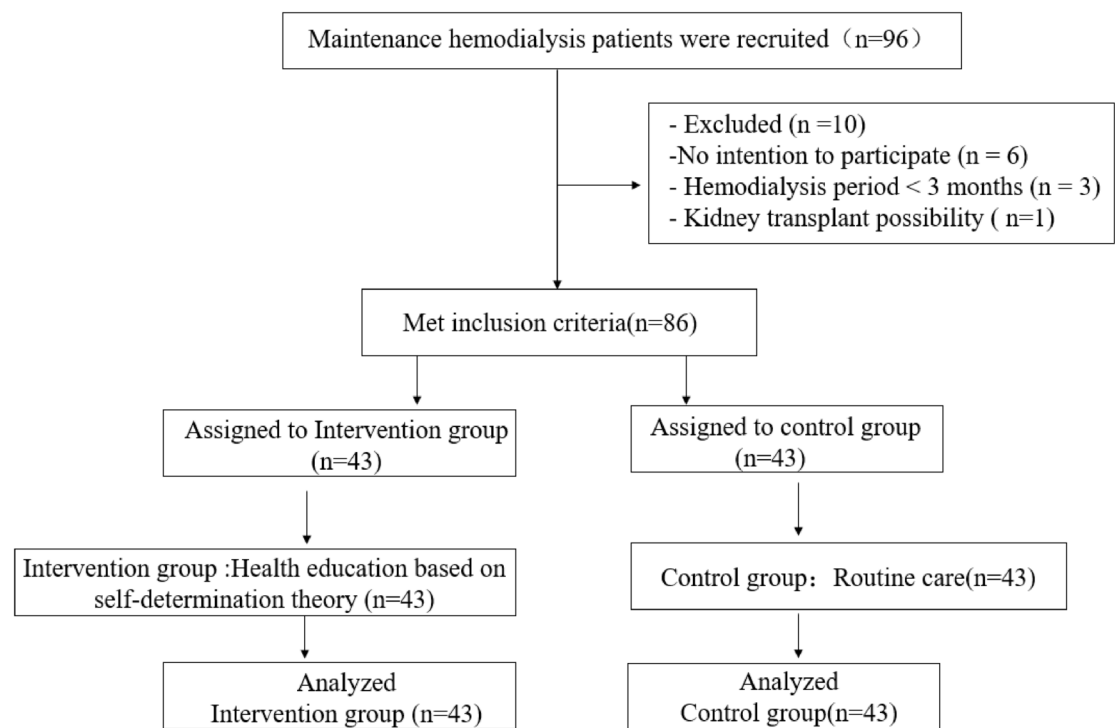 Maintenance hemodialysis patients were recruited（n=96）
- Excluded (n =10)
-No intention to participate (n = 6)
- Hemodialysis period < 3 months (n = 3)
- Kidney transplant possibility ( n=1)
Met inclusion criteria(n=86)
Assigned to Intervention group
(n=43)
Assigned to control group
(n=43)
Intervention group :Health education based on
self-determination theory (n=43)
Control group：Routine care(n=43)
Analyzed
Intervention group (n=43)
Analyzed
Control group(n=43)